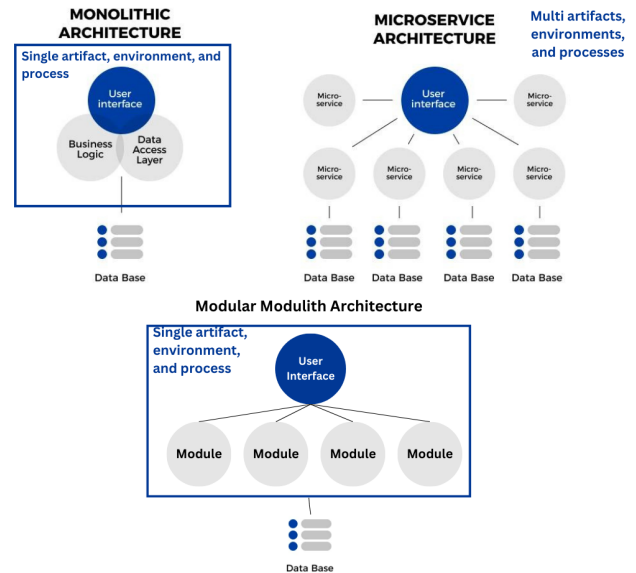 MONOLITHIC
ARCHITECTURE
Single artifact, environment, and
process
User
interface
Business
Logic
Data
Access
Layer
Data Base
MICROSERVICE
ARCHITECTURE
Multi artifacts,
environments,
and processes
Micro-
service
User
interface
Micro-
service
Micro-
service
Micro-
service
Micro-
service
Micro-
service
Data Base
Data Base
Data Base
Data Base
Modular Modulith Architecture
Single artifact,
environment,
and process
User
Interface
Module
Module
Module
Module
Data Base